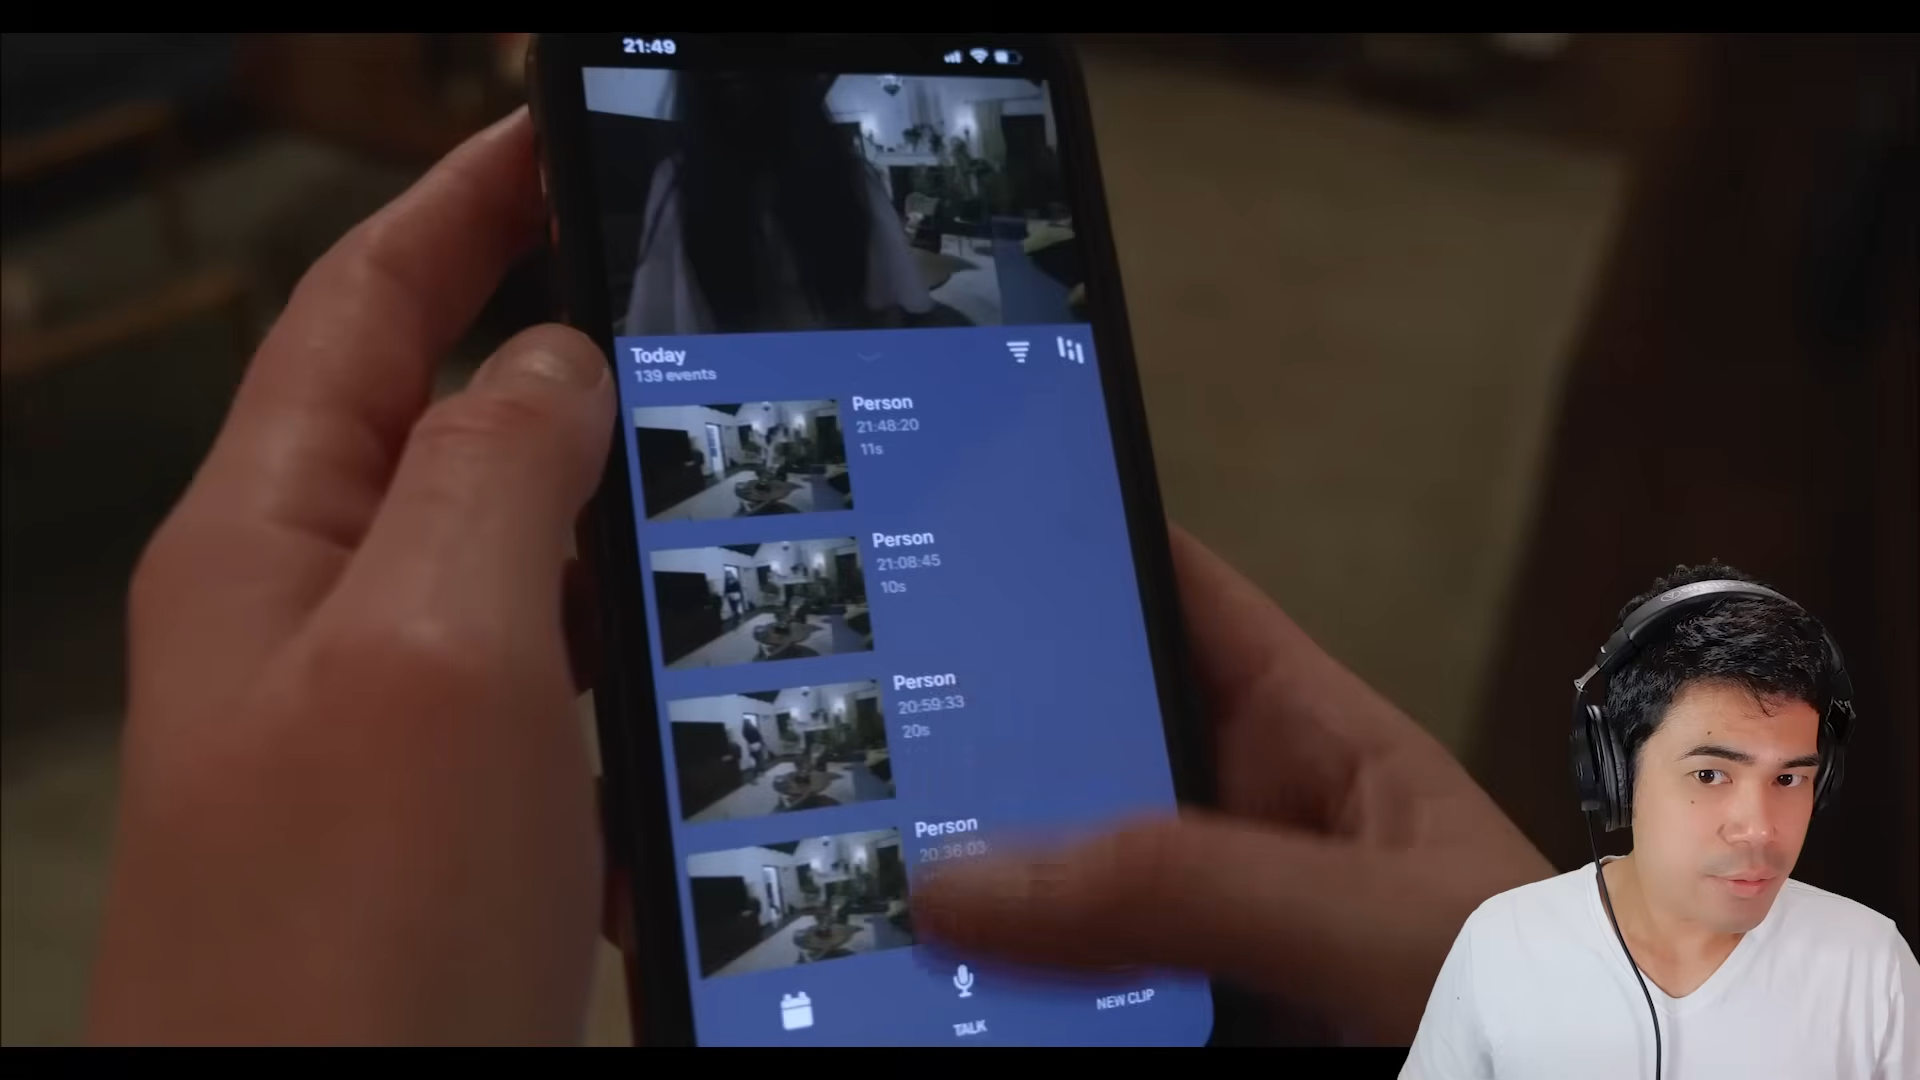 21:49
Today
139 events
Person
21:48:20
11s
Person
21:08:45
10s
Person
20:59:33
20s
Person
20:36:03
TALK
NEW CLIP